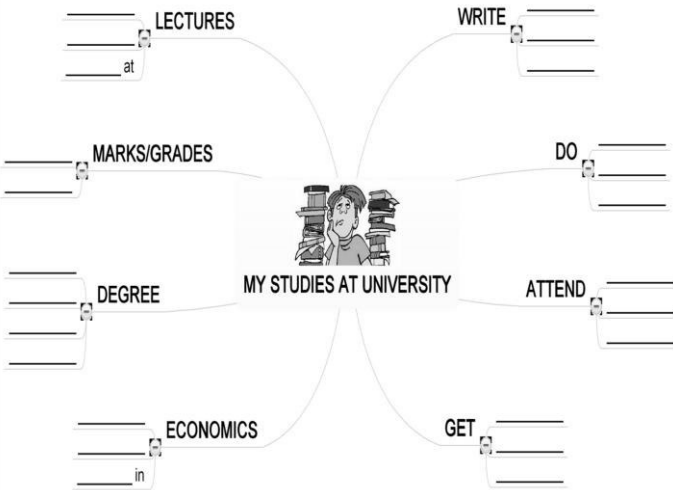 LECTURES
at
MARKS/GRADES
DEGREE
ECONOMICS
in
MY STUDIES AT UNIVERSITY
WRITE
DO
ATTEND
GET